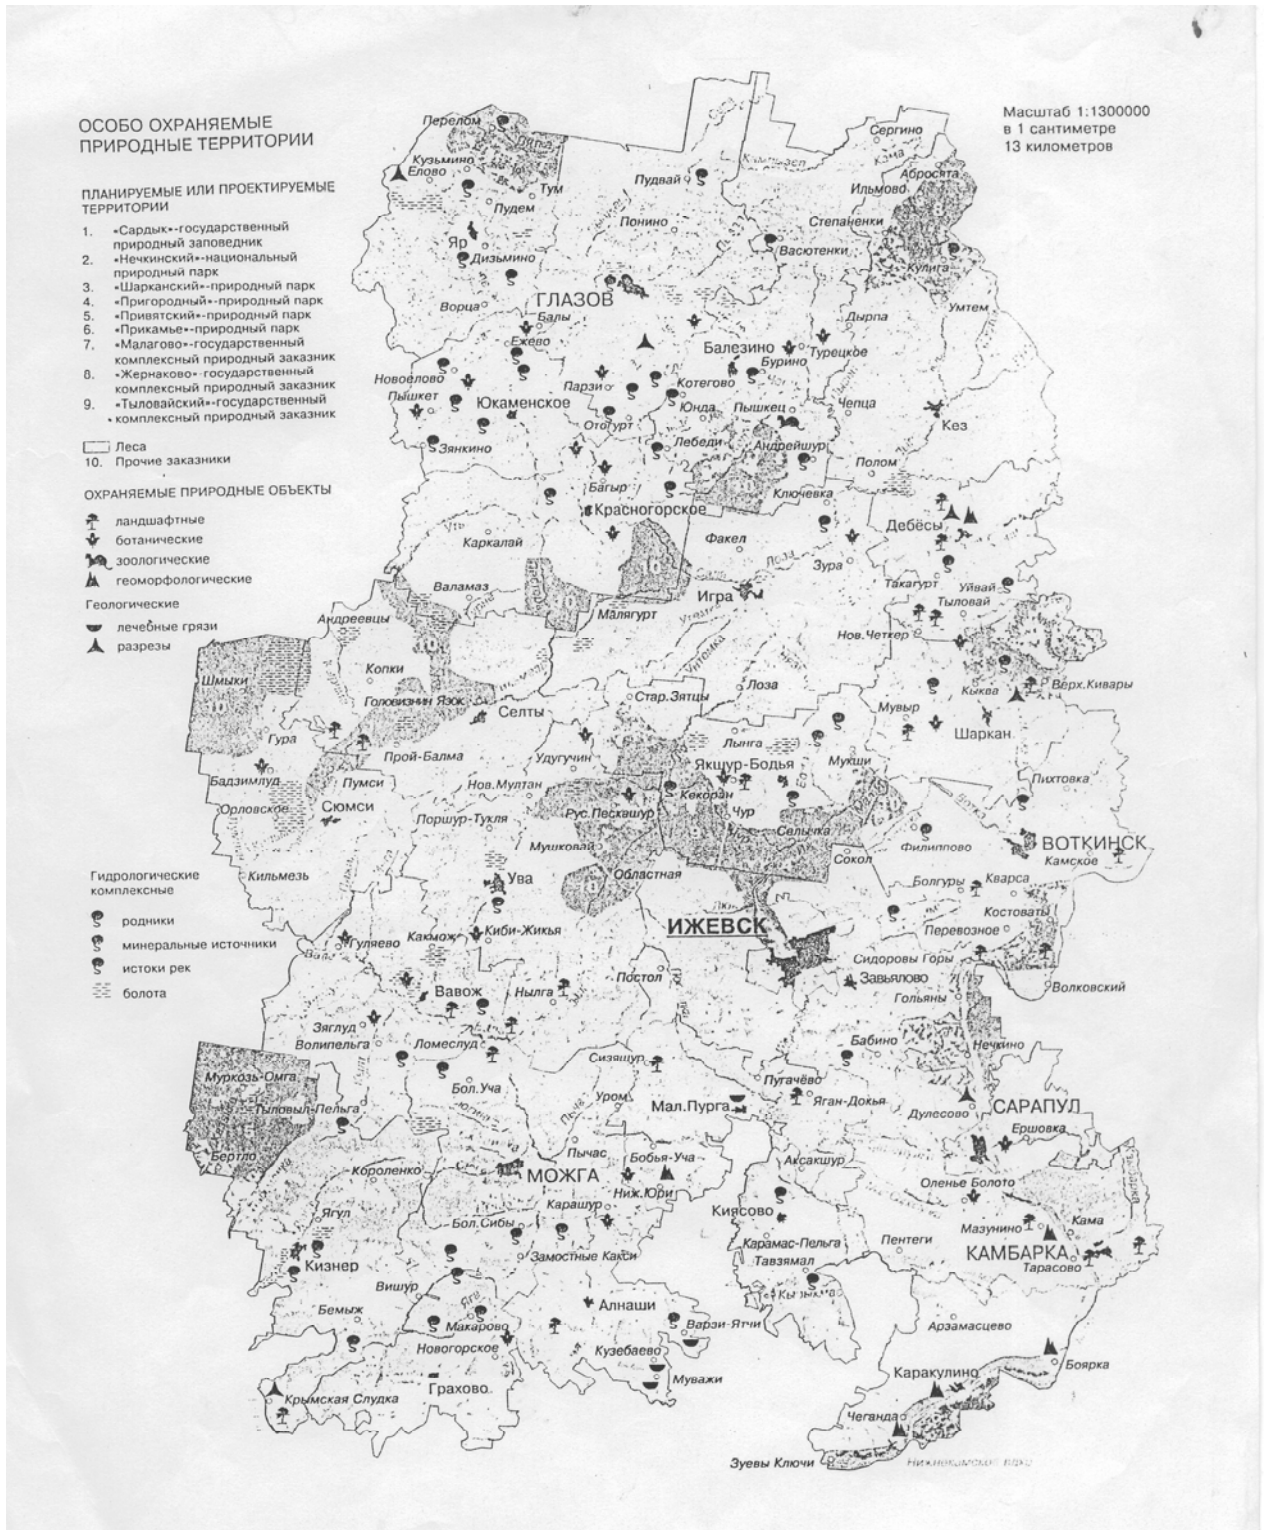 ОСОБО ОХРАНЯЕМЫЕ
ПРИРОДНЫЕ ТЕРРИТОРИИ
Масштаб 1:1300000
в 1 сантиметре
13 километров
ПЛАНИРУЕМЫЕ ИЛИ ПРОЕКТИРУЕМЫЕ
ТЕРРИТОРИИ
1. «Сардык»-государственный
природный заповедник
2. «Нечкинский»-национальный
природный парк
3. «Шарканский»-природный парк
4. «Пригородный»-природный парк
5. «Привятский»-природный парк
6. «Прикамье»-природный парк
7. «Малагово»-государственный
комплексный природный заказник
8. «Жернаково»-государственный
комплексный природный заказник
9. «Тыловайский»-государственный
комплексный природный заказник
Леса
10. Прочие заказники
ОХРАНЯЕМЫЕ ПРИРОДНЫЕ ОБЪЕКТЫ
ландшафтные
ботанические
зоологические
геоморфологические
Геологические
лечебные грязи
разрезы
Гидрологические
комплексные
родники
минеральные источники
истоки рек
болота
Перелом
Сергино
Кама
Кузьмино
Елово
Абросята
Ильмово
Пудвай
Тум
Пудем
Понино
Степаненки
Васютенки
Яр
Дизьмино
Кулига
Ворца
ГЛАЗОВ
Умтем
Балы
Дырпа
Ежево
Балезино
Турецкое
Бурино
Новоелово
Парзи
Котегово
Пышкет
Юкаменское
Юнда
Пышкец
Чепца
Отогурт
Кез
Зянкино
Лебеди
Андрейшур
Полом
Багыр
Ключевка
Красногорское
Дебёсы
Каркалай
Факел
Зура
Такагурт
Уйвай
Валамаз
Игра
Тыловай
Андреевцы
Малягурт
Нов.Четкер
Копки
Шмыки
Кыква
Верх.Кивары
Головизнин Язок
Стар.Зятцы
Лоза
Селты
Мувыр
Шаркан
Гура
Лынга
Прой-Балма
Удугучин
Якшур-Бодья
Мукши
Бадзимлуд
Пумси
Нов.Мултан
Кекоран
Пихтовка
Орловское
Сюмси
Поршур-Тукля
Рус.Пескашур
Чур
Селычка
Мушковай
Сокол
Филиппово
ВОТКИНСК
Камское
Кильмезь
Ува
Областная
Болгуры
Кварса
ИЖЕВСК
Костоваты
Перевозное
Гуляево
Какмож
Киби-Жикья
Сидоровы Горы
Постол
Завьялово
Волковский
Вавож
Нылга
Гольяны
Зяглуд
Волипельга
Ломеслуд
Бабино
Нечкино
Сизяшур
Муркозь-Омга
Бол.Уча
Пугачёво
Уром
Яган-Докья
Тыловыл-Пельга
Мал.Пурга
Дулесово
САРАПУЛ
Ершовка
Бертло
Пычас
Бобья-Уча
Короленко
МОЖГА
Аксакшур
Ниж.Юри
Оленье Болото
Карашур
Киясово
Ягул
Бол.Сибы
Мазунино
Кама
Карамас-Пельга
Пентеги
КАМБАРКА
Замостные Какси
Тавзямал
Тарасово
Кизнер
Вишур
Бемыж
Алнаши
Макарово
Варзи-Ятчи
Арзамасцево
Новогорское
Кузебаево
Боярка
Муважи
Каракулино
Грахово
Крымская Слудка
Чеганда
Зуевы Ключи